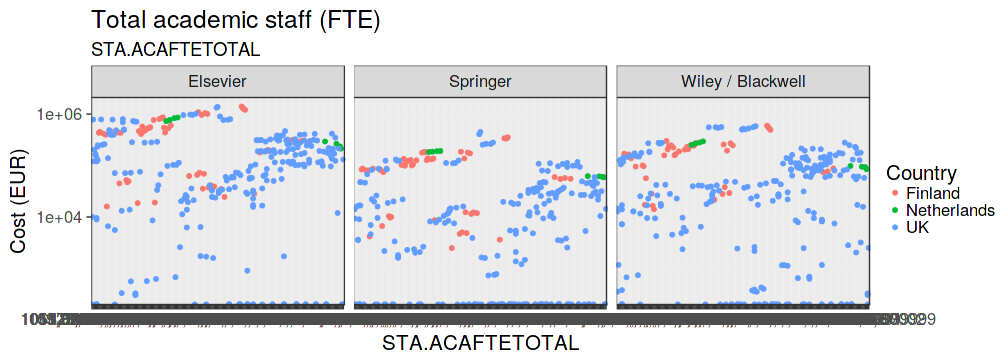 Total academic staff (FTE)
STA.ACAFTETOTAL
Elsevier
Springer
Wiley / Blackwell
1e+06
1e+04
Cost (EUR)
Country
Finland
Netherlands
UK
STA.ACAFTETOTAL